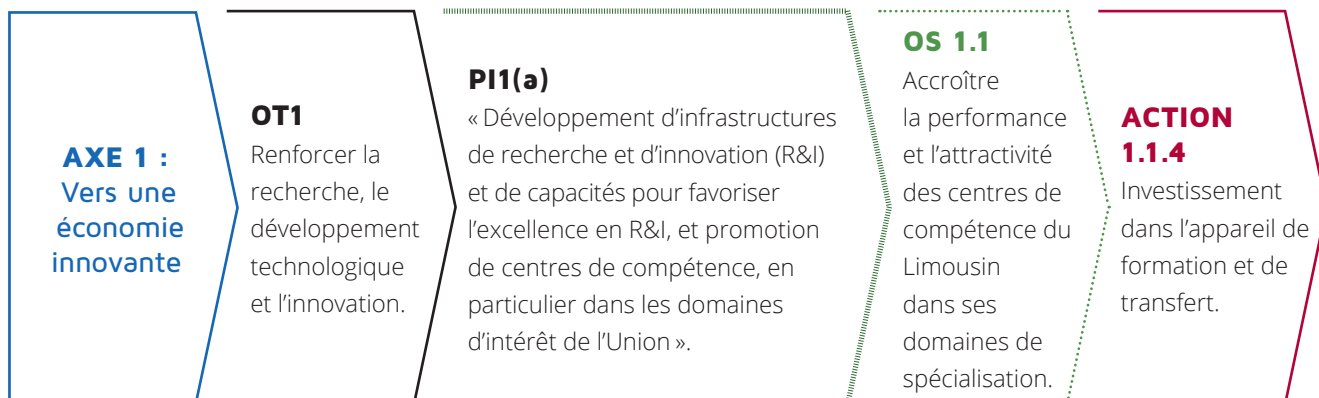 AXE 1 :
Vers une
économie
innovante
OT1
Renforcer la
recherche, le
développement
technologique
et l'innovation.
PI1(a)
« Développement d'infrastructures
de recherche et d'innovation (R&I)
et de capacités pour favoriser
l'excellence en R&I, et promotion
de centres de compétence, en
particulier dans les domaines
d'intérêt de l'Union ».
OS 1.1
Accroître
la performance
et l'attractivité
des centres de
compétence du
Limousin
dans ses
domaines de
spécialisation.
ACTION
1.1.4
Investissement
dans l'appareil de
formation et de
transfert.